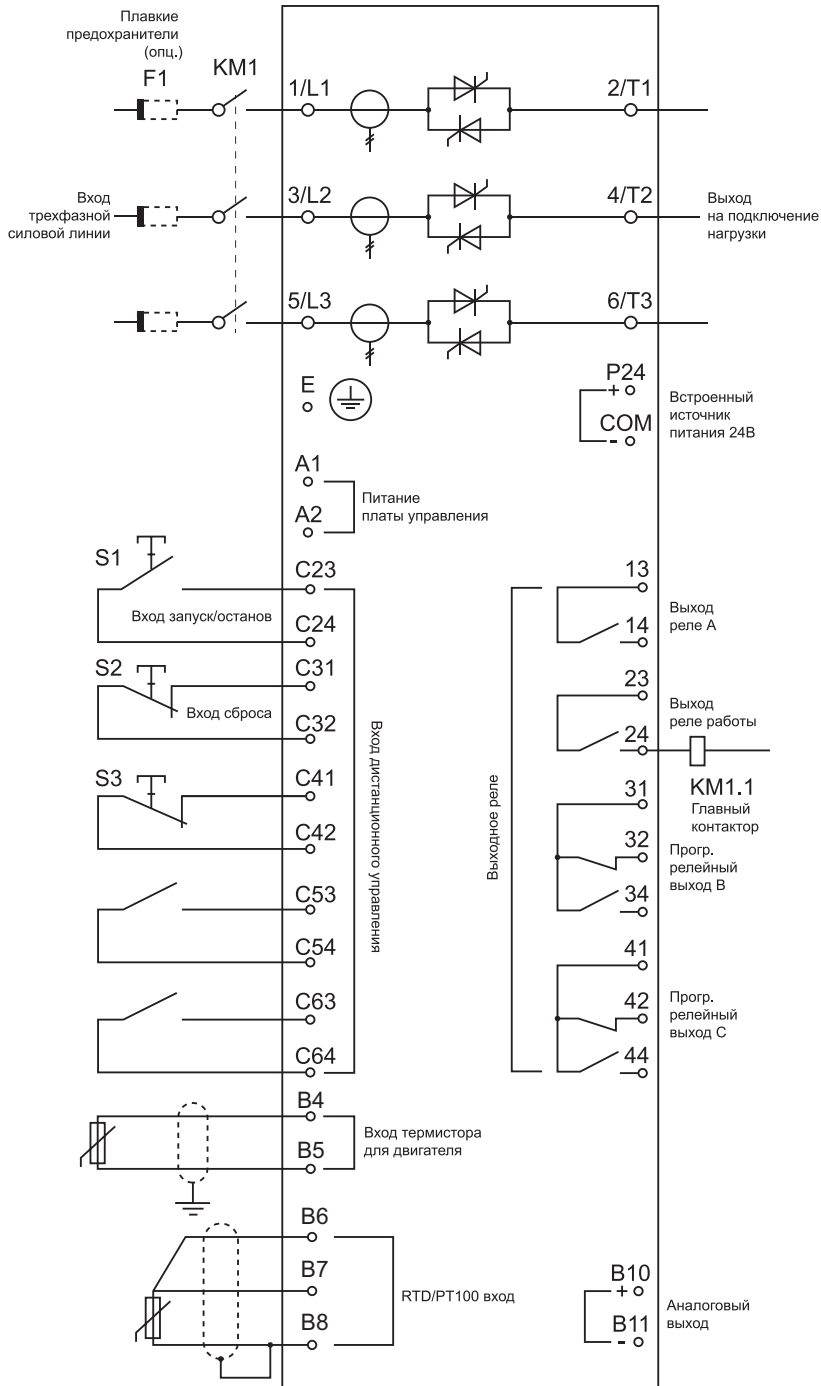 Плавкие
предохранители
(опц.)
F1
KM1
1/L1
2/T1
Вход
трехфазной
силовой линии
3/L2
4/T2
Выход
на подключение
нагрузки
5/L3
6/T3
E
P24
+
COM
-
Встроенный
источник
питания 24В
A1
A2
Питание
платы управления
S1
C23
Вход запуск/останов
C24
S2
C31
Вход сброса
C32
S3
C41
C42
C53
C54
C63
C64
Вход дистанционного управления
Выходное реле
13
14
Выход
реле А
23
24
Выход
реле работы
KM1.1
Главный
контактор
31
32
34
Прогр.
релейный
выход В
41
42
44
Прогр.
релейный
выход С
B4
B5
Вход термистора
для двигателя
B6
B7
B8
RTD/PT100 вход
B10
+
B11
-
Аналоговый
выход